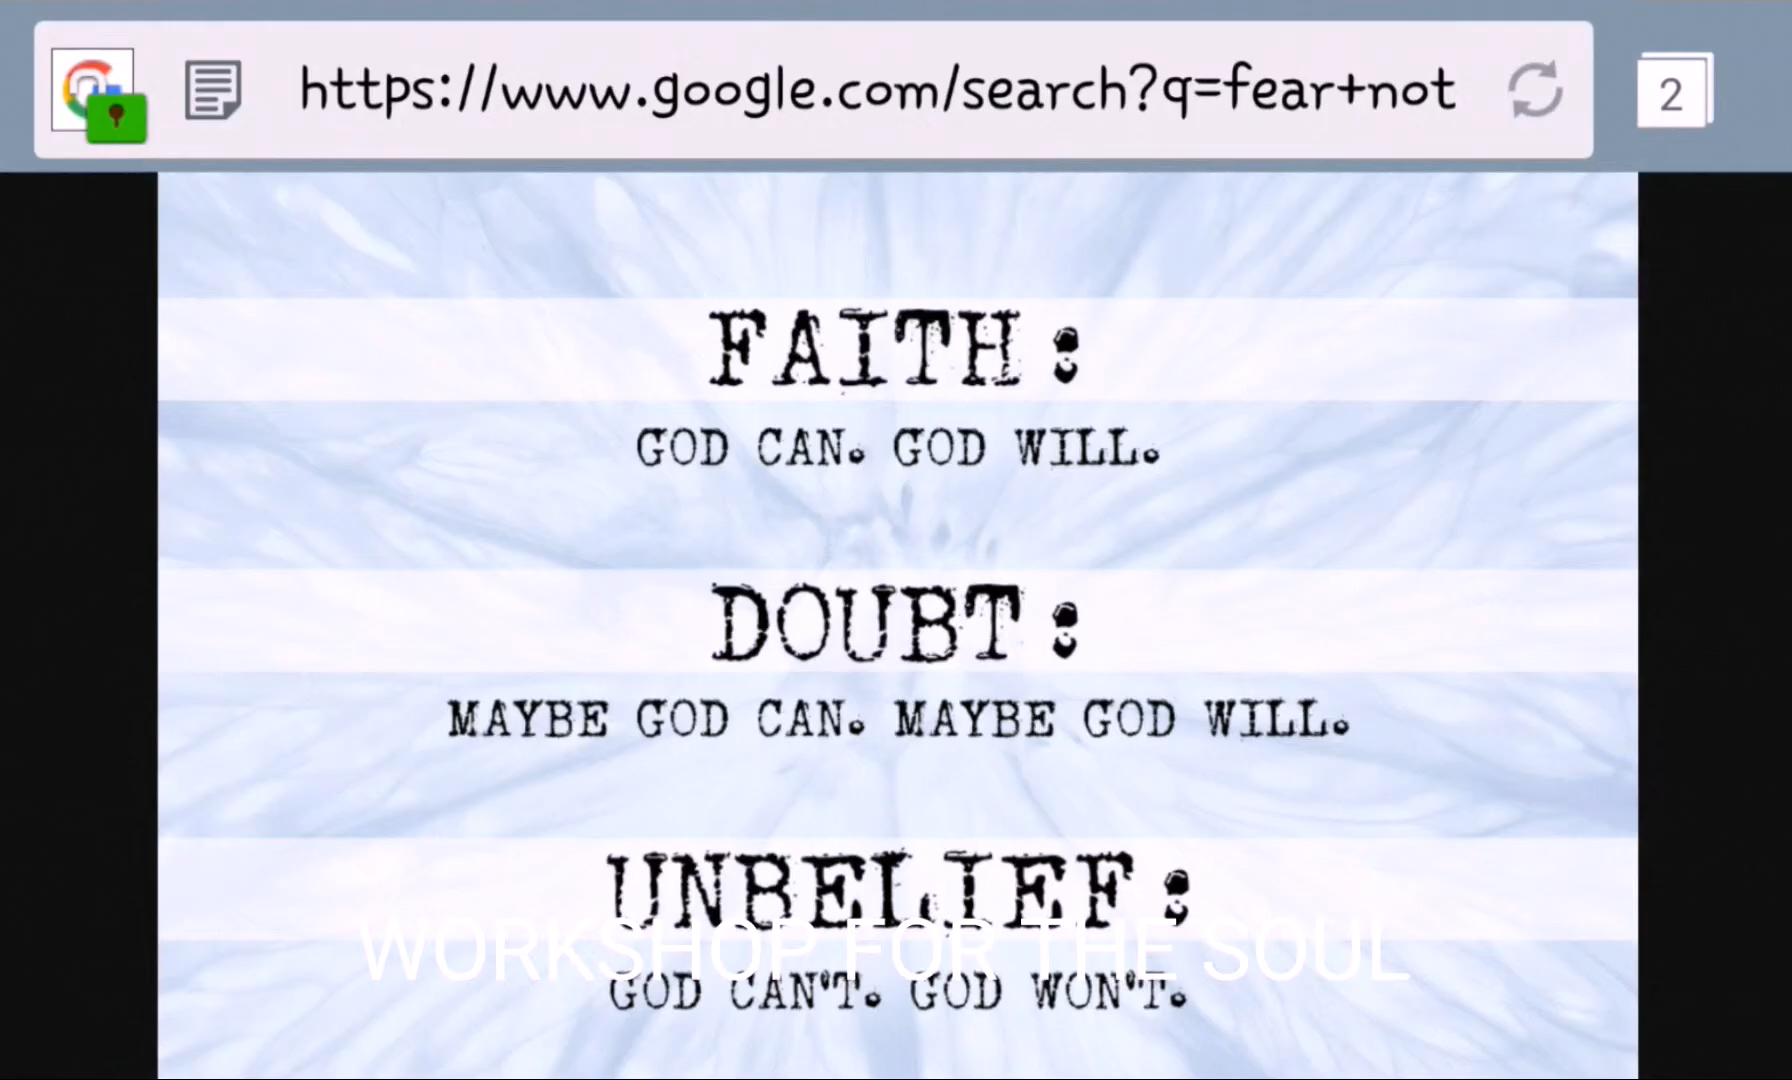 https://www.google.com/search?q=fear+not
2
FAITH:
GOD CAN. GOD WILL.
DOUBT:
MAYBE GOD CAN. MAYBE GOD WILL.
UNBELIEF:
WORKSHOP FOR THE SOUL
GOD CAN'T. GOD WON'T.